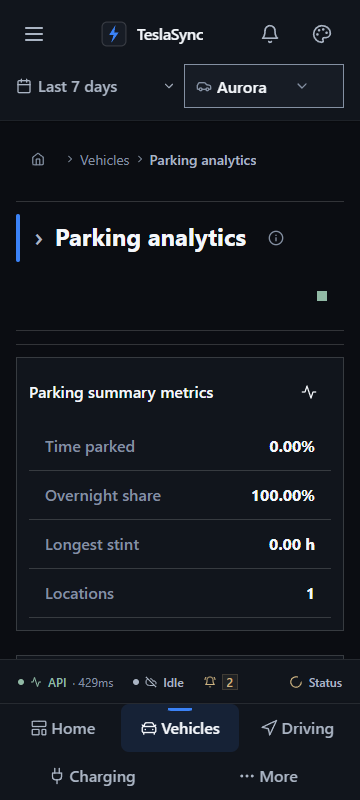 TeslaSync
Last 7 days
Aurora
Vehicles
Parking analytics
Parking analytics
Parking summary metrics
Time parked 0.00%
Overnight share 100.00%
Longest stint 0.00 h
Locations 1
API · 429ms Idle 2 Status
Home Vehicles Driving
Charging More